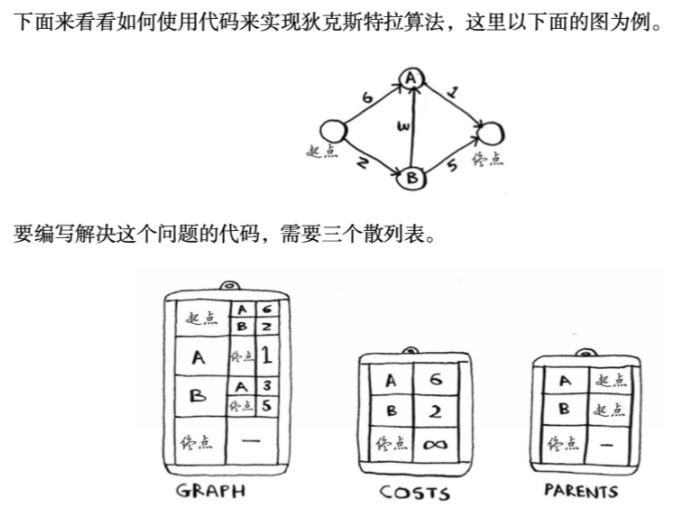 下面来看看如何使用代码来实现狄克斯特拉算法，这里以下面的图为例。
A
6
1
3
起点
终点
2
B
5
要编写解决这个问题的代码，需要三个散列表。
起点 A 6
B 2
A 终点 1
B A 3
终点 5
终点 —
GRAPH
A 6
B 2
终点 ∞
COSTS
A 起点
B 起点
终点 —
PARENTS